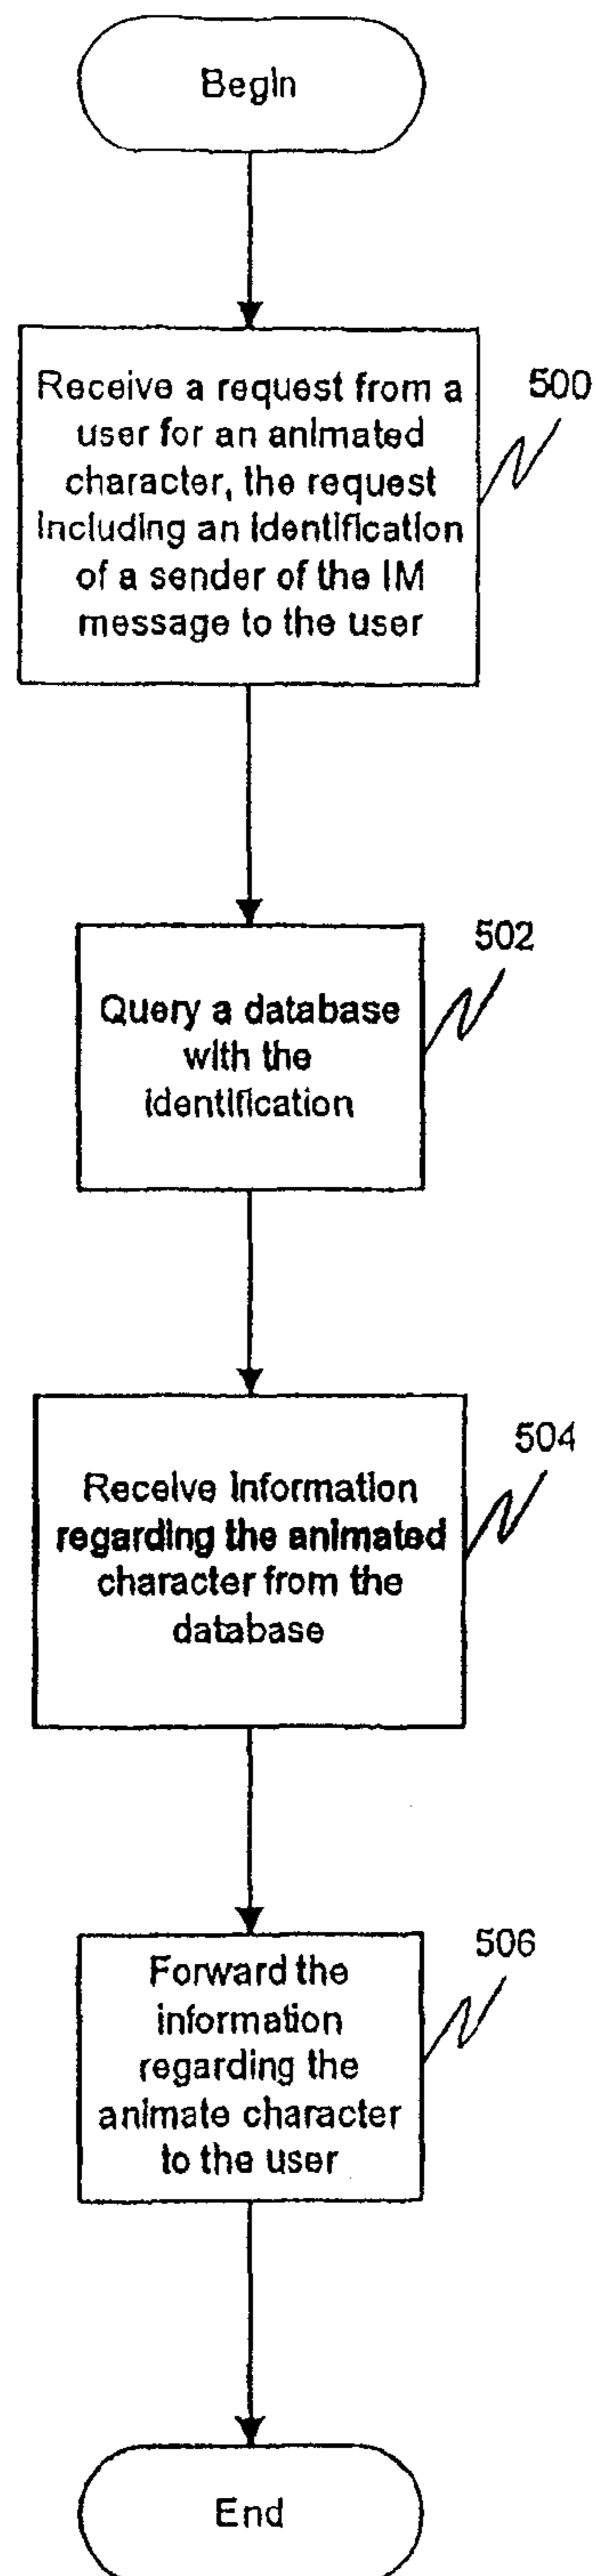 Begin
Receive a request from a
user for an animated
character, the request
including an identification
of a sender of the IM
message to the user
500
502
Query a database
with the
identification
504
Receive information
regarding the animated
character from the
database
506
Forward the
information
regarding the
animate character
to the user
End